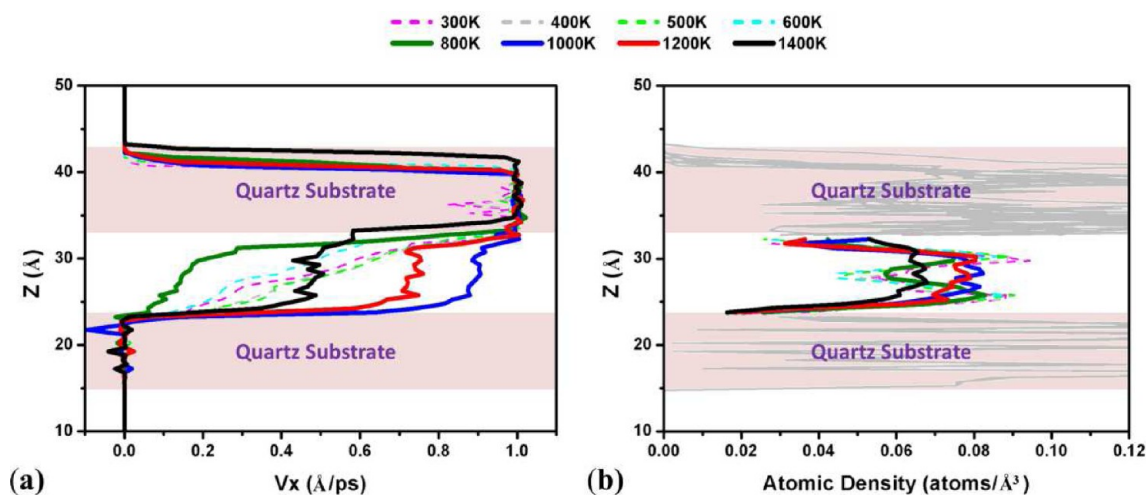 300K 400K 500K 600K
800K 1000K 1200K 1400K
50
40
30
20
10
Z (Å)
Quartz Substrate
Quartz Substrate
0.0 0.2 0.4 0.6 0.8 1.0
(a) Vx (Å/ps)
50
40
30
20
10
Z (Å)
Quartz Substrate
Quartz Substrate
0.00 0.02 0.04 0.06 0.08 0.10 0.12
(b) Atomic Density (atoms/Å³)